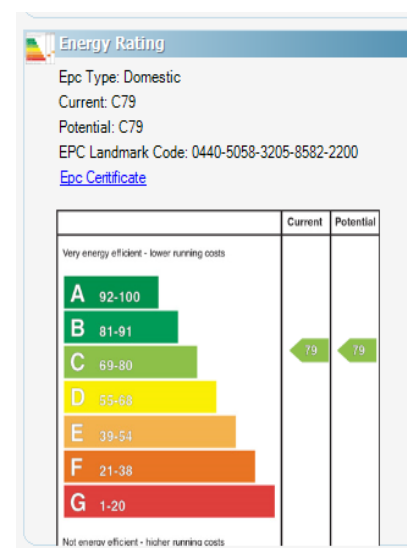 Energy Rating
Epc Type: Domestic
Current: C79
Potential: C79
EPC Landmark Code: 0440-5058-3205-8582-2200
Epc Ceritificate
Current Potential
Very energy efficient - lower running costs
A 92-100
B 81-91
C 69-80
79 79
D 55-68
E 39-54
F 21-38
G 1-20
Not energy efficient - higher running costs